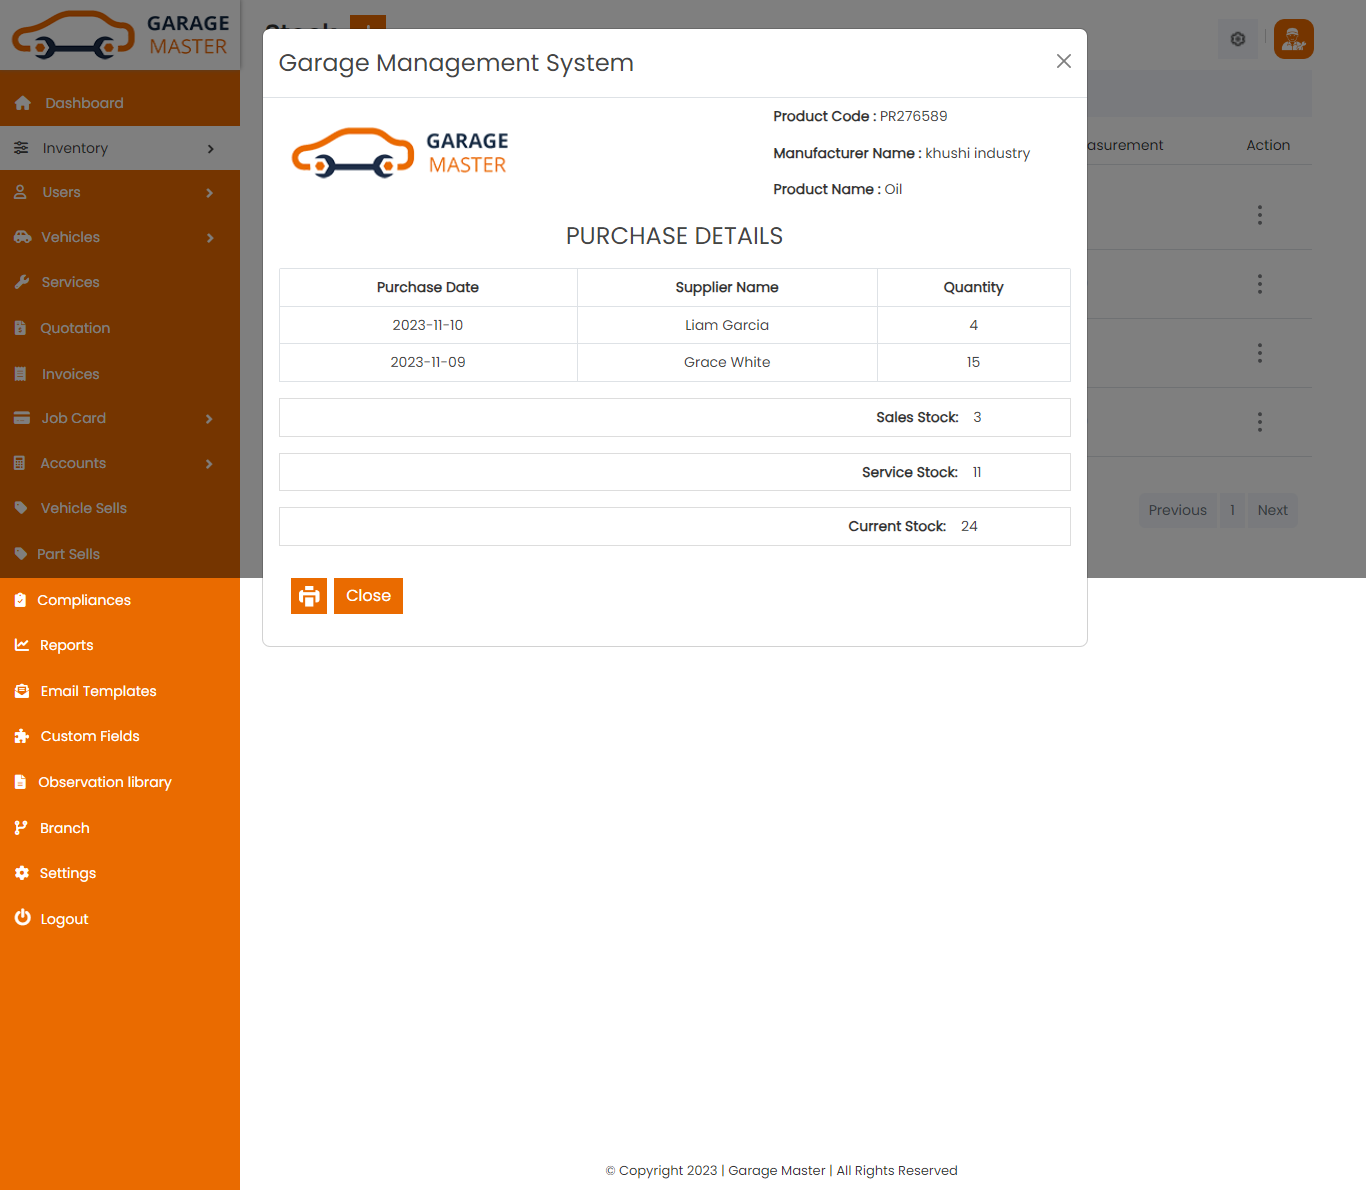 GARAGE
MASTER
Stock
Garage Management System
Dashboard
Inventory
Users
Vehicles
Services
Quotation
Invoices
Job Card
Accounts
Vehicle Sells
Part Sells
Compliances
Reports
Email Templates
Custom Fields
Observation library
Branch
Settings
Logout
GARAGE
MASTER
Product Code : PR276589
Manufacturer Name : khushi industry
Product Name : Oil
PURCHASE DETAILS
Purchase Date Supplier Name Quantity
2023-11-10 Liam Garcia 4
2023-11-09 Grace White 15
Sales Stock: 3
Service Stock: 11
Current Stock: 24
Close
asurement Action
Previous 1 Next
© Copyright 2023 | Garage Master | All Rights Reserved